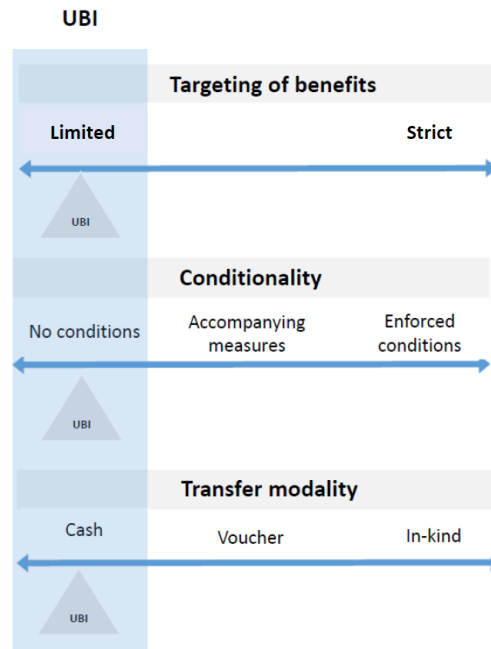 UBI
Targeting of benefits
Limited Strict
UBI
Conditionality
No conditions Accompanying measures Enforced conditions
UBI
Transfer modality
Cash Voucher In-kind
UBI